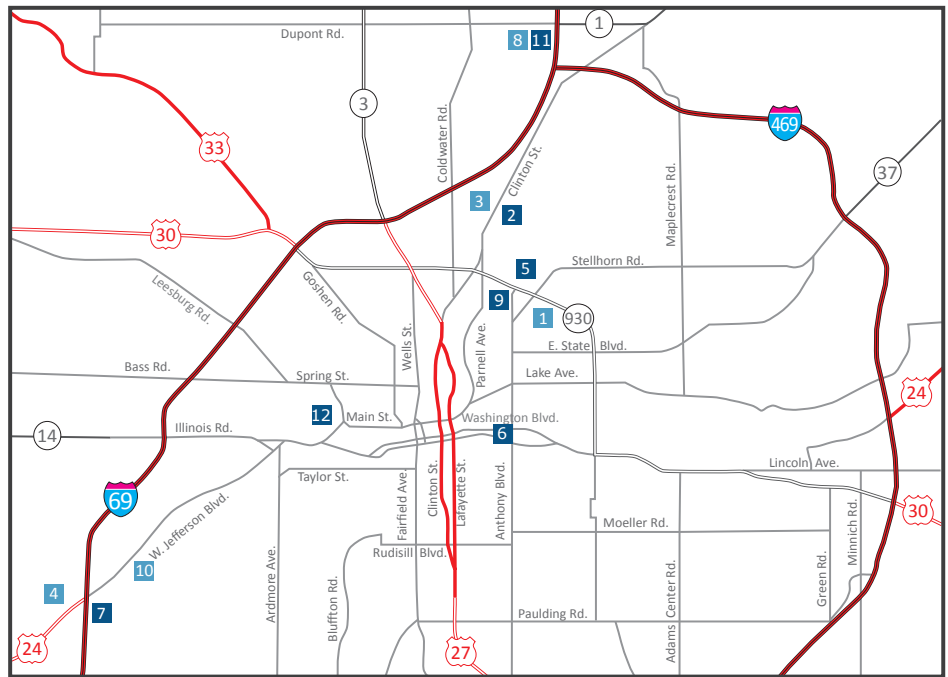 Dupont Rd.
1
8
11
3
33
Coldwater Rd.
Clinton St.
469
Maplecrest Rd.
37
3
2
30
Leesburg Rd.
Goshen Rd.
5
Stellhorn Rd.
9
1
930
Wells St.
Parnell Ave.
E. State Blvd.
Bass Rd.
Spring St.
Lake Ave.
24
12
Main St.
Washington Blvd.
14
Illinois Rd.
6
Lincoln Ave.
Taylor St.
Fairfield Ave.
Clinton St.
Lafayette St.
Anthony Blvd.
69
W. Jefferson Blvd.
30
Moeller Rd.
Minnich Rd.
Rudisill Blvd.
10
Ardmore Ave.
Bluffton Rd.
Green Rd.
4
7
Paulding Rd.
Adams Center Rd.
24
27